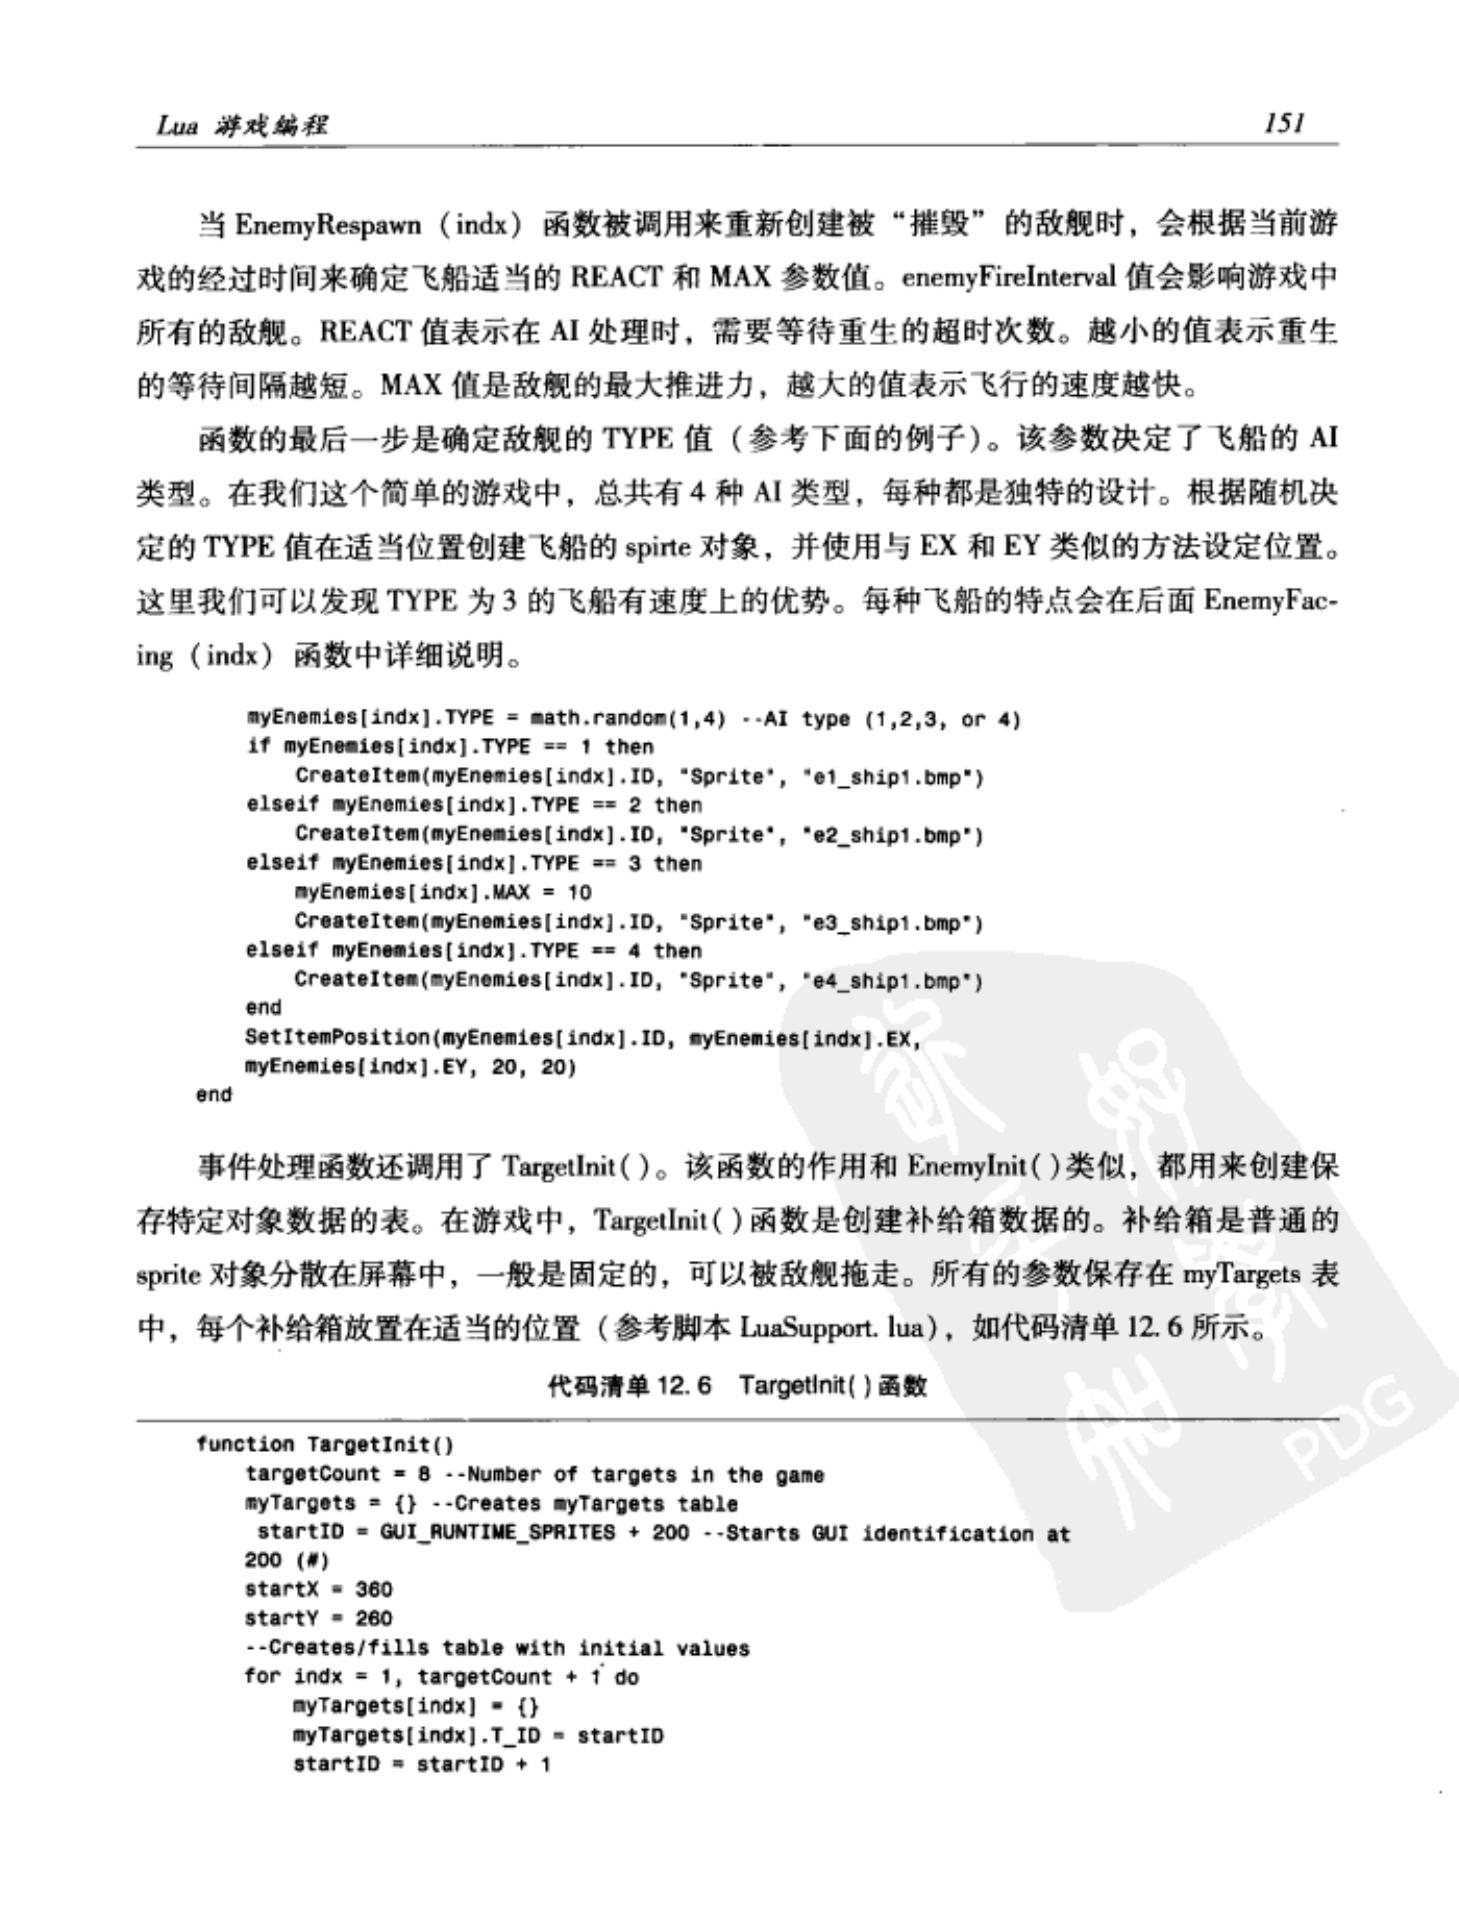 Lua 游戏编程 151
当 EnemyRespawn (indx) 函数被调用来重新创建被“摧毁”的敌舰时，会根据当前游
戏的经过时间来确定飞船适当的 REACT 和 MAX 参数值。enemyFireInterval 值会影响游戏中
所有的敌舰。REACT 值表示在 AI 处理时，需要等待重生的超时次数。越小的值表示重生
的等待间隔越短。MAX 值是敌舰的最大推进力，越大的值表示飞行的速度越快。
函数的最后一步是确定敌舰的 TYPE 值（参考下面的例子）。该参数决定了飞船的 AI
类型。在我们这个简单的游戏中，总共有 4 种 AI 类型，每种都是独特的设计。根据随机决
定的 TYPE 值在适当位置创建飞船的 spirte 对象，并使用与 EX 和 EY 类似的方法设定位置。
这里我们可以发现 TYPE 为 3 的飞船有速度上的优势。每种飞船的特点会在后面 EnemyFac-
ing (indx) 函数中详细说明。
myEnemies[indx].TYPE = math.random(1,4) --AI type (1,2,3, or 4)
if myEnemies[indx].TYPE == 1 then
CreateItem(myEnemies[indx].ID, "Sprite", "e1_ship1.bmp")
elseif myEnemies[indx].TYPE == 2 then
CreateItem(myEnemies[indx].ID, "Sprite", "e2_ship1.bmp")
elseif myEnemies[indx].TYPE == 3 then
myEnemies[indx].MAX = 10
CreateItem(myEnemies[indx].ID, "Sprite", "e3_ship1.bmp")
elseif myEnemies[indx].TYPE == 4 then
CreateItem(myEnemies[indx].ID, "Sprite", "e4_ship1.bmp")
end
SetItemPosition(myEnemies[indx].ID, myEnemies[indx].EX,
myEnemies[indx].EY, 20, 20)
end
事件处理函数还调用了 TargetInit( )。该函数的作用和 EnemyInit( )类似，都用来创建保
存特定对象数据的表。在游戏中，TargetInit( )函数是创建补给箱数据的。补给箱是普通的
sprite 对象分散在屏幕中，一般是固定的，可以被敌舰拖走。所有的参数保存在 myTargets 表
中，每个补给箱放置在适当的位置（参考脚本 LuaSupport. lua），如代码清单 12. 6 所示。
代码清单 12. 6 TargetInit( )函数
function TargetInit()
targetCount = 8 --Number of targets in the game
myTargets = {} --Creates myTargets table
startID = GUI_RUNTIME_SPRITES + 200 --Starts GUI identification at
200 (#)
startX = 360
startY = 260
--Creates/fills table with initial values
for indx = 1, targetCount + 1 do
myTargets[indx] = {}
myTargets[indx].T_ID = startID
startID = startID + 1
PDG